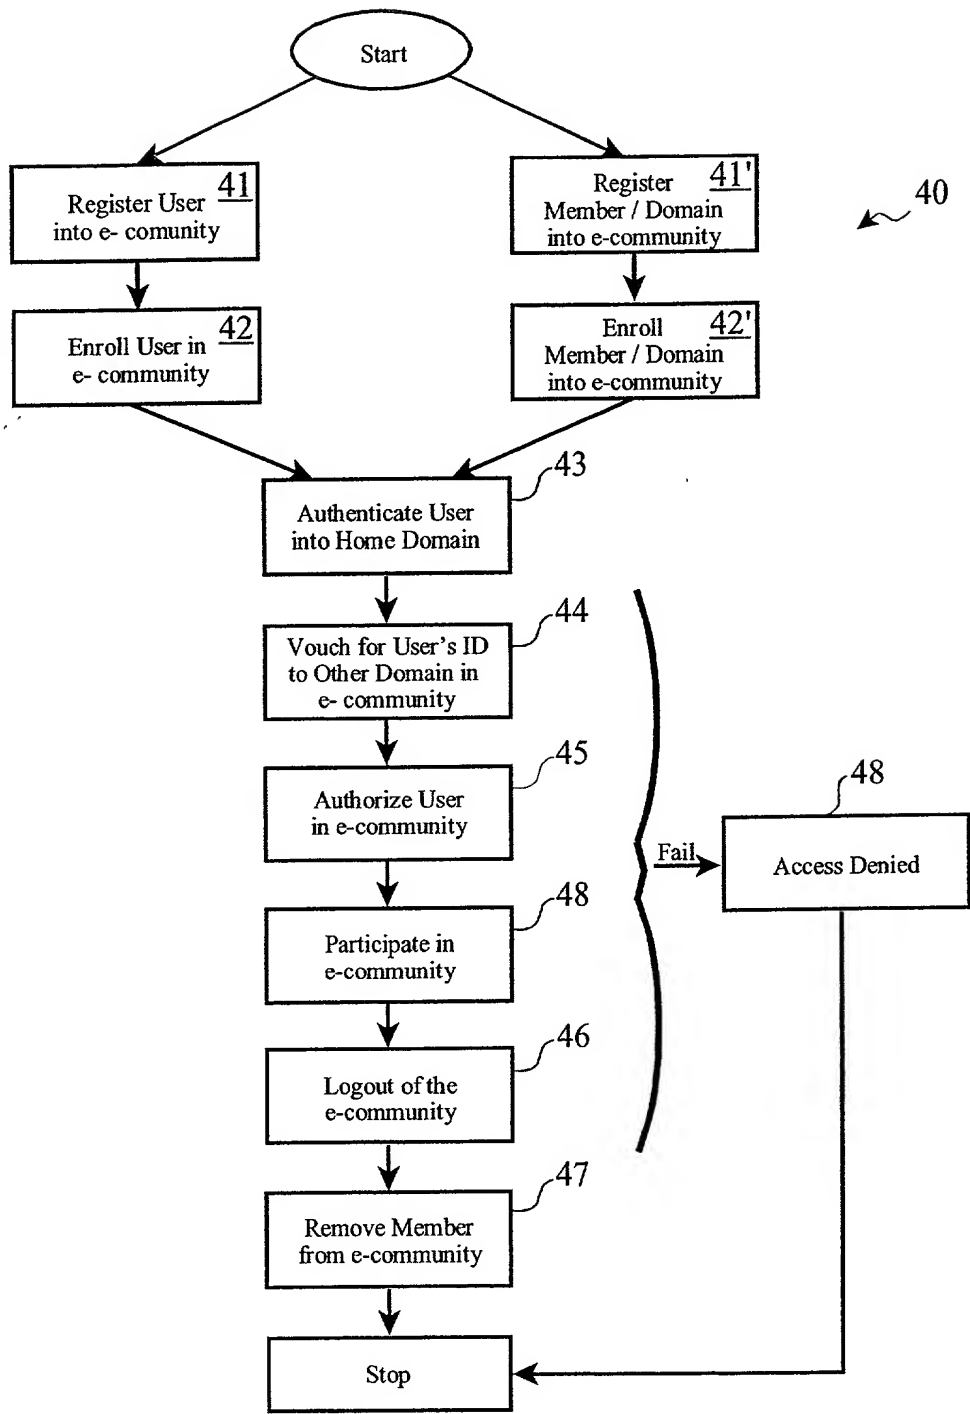 Start
41
Register User
into e- comunity
41'
Register
Member / Domain
into e-community
40
42
Enroll User in
e- community
42'
Enroll
Member / Domain
into e-community
43
Authenticate User
into Home Domain
44
Vouch for User's ID
to Other Domain in
e- community
45
Authorize User
in e-community
48
Access Denied
Fail
48
Participate in
e-community
46
Logout of the
e-community
47
Remove Member
from e-community
Stop